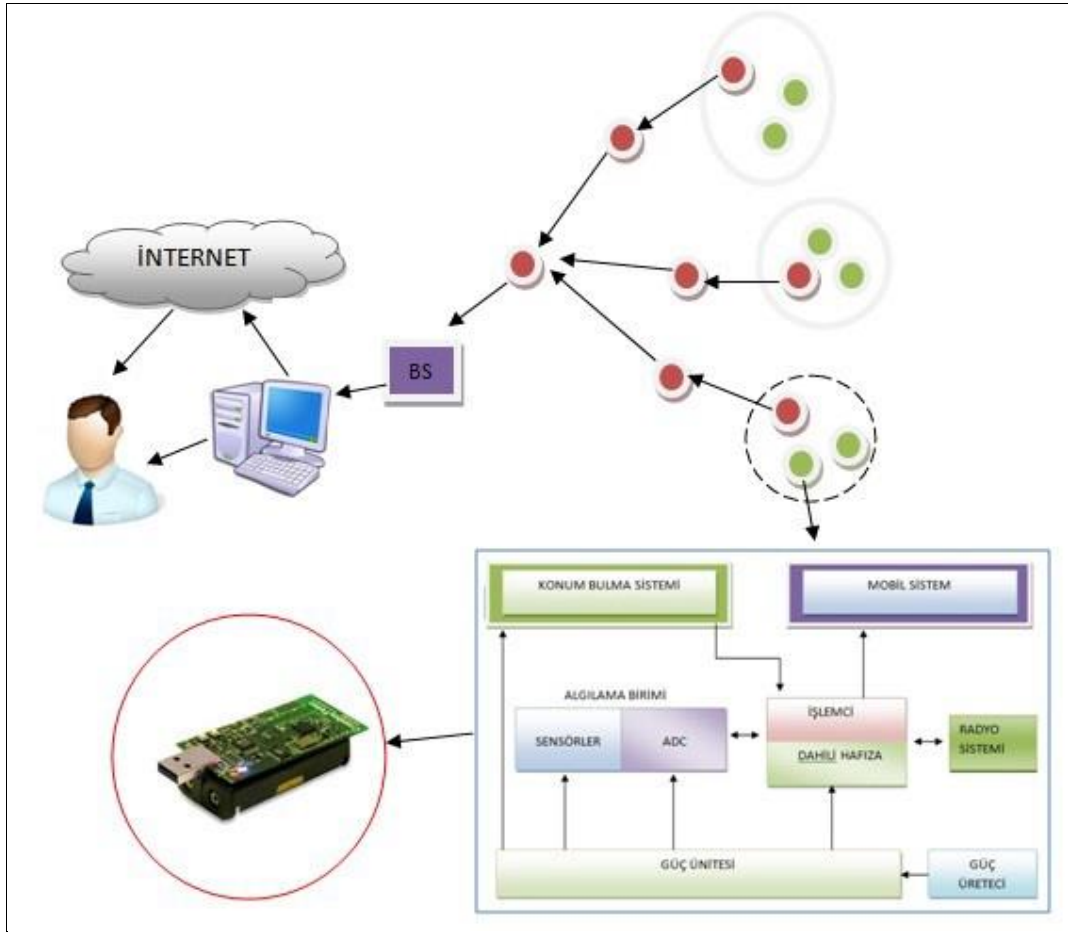 İNTERNET
BS
KONUM BULMA SİSTEMİ
MOBİL SİSTEM
ALGILAMA BİRİMİ
SENSÖRLER
ADC
İŞLEMCİ
DAHİLİ HAFIZA
RADYO
SİSTEMİ
GÜÇ ÜNİTESİ
GÜÇ
ÜRETECİ